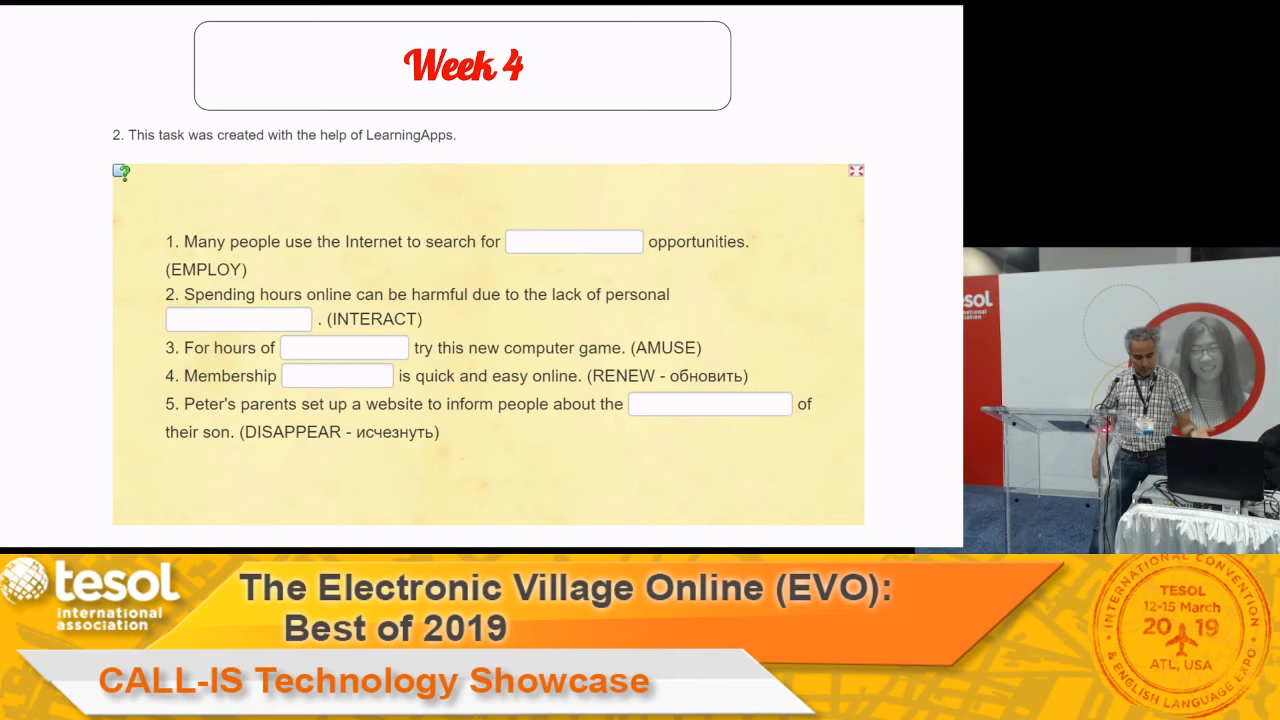 Week 4
2. This task was created with the help of LearningApps.
1. Many people use the Internet to search for opportunities.
(EMPLOY)
2. Spending hours online can be harmful due to the lack of personal
. (INTERACT)
3. For hours of try this new computer game. (AMUSE)
4. Membership is quick and easy online. (RENEW - обновить)
5. Peter's parents set up a website to inform people about the of
their son. (DISAPPEAR - исчезнуть)
tesol
international
association
The Electronic Village Online (EVO):
Best of 2019
CALL-IS Technology Showcase
INTERNATIONAL CONVENTION
TESOL
12-15 March
20 19
ATL, USA
& ENGLISH LANGUAGE EXPO